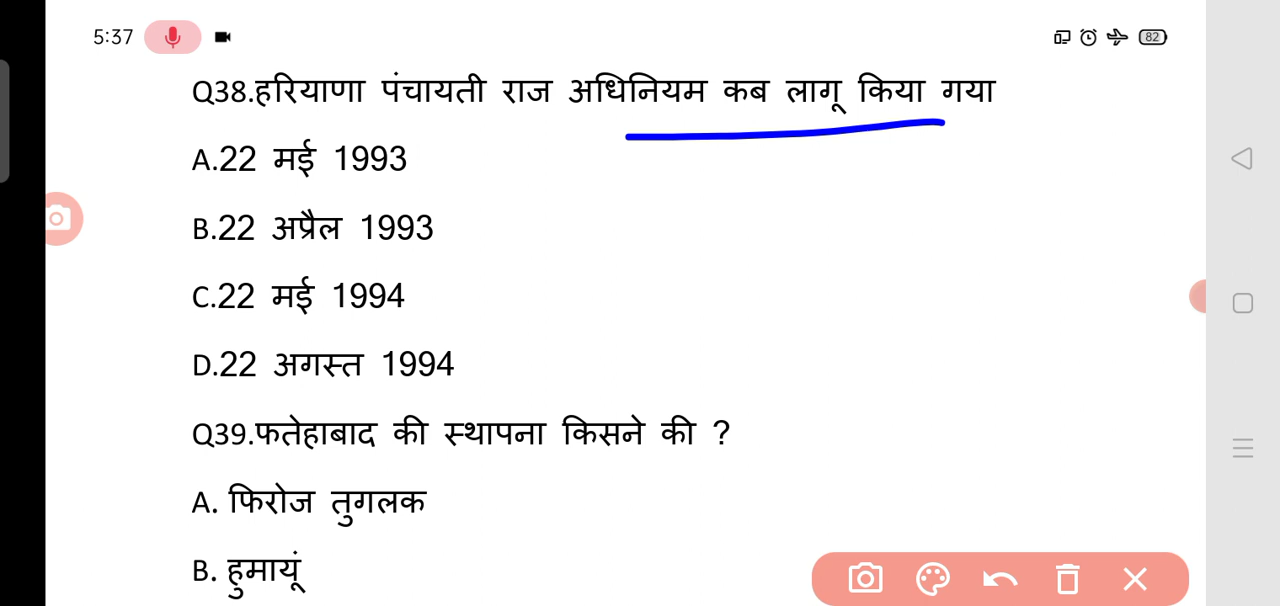 5:37
82
Q38.हरियाणा पंचायती राज अधिनियम कब लागू किया गया
A.22 मई 1993
B.22 अप्रैल 1993
C.22 मई 1994
D.22 अगस्त 1994
Q39.फतेहाबाद की स्थापना किसने की ?
A. फिरोज तुगलक
B. हुमायूं